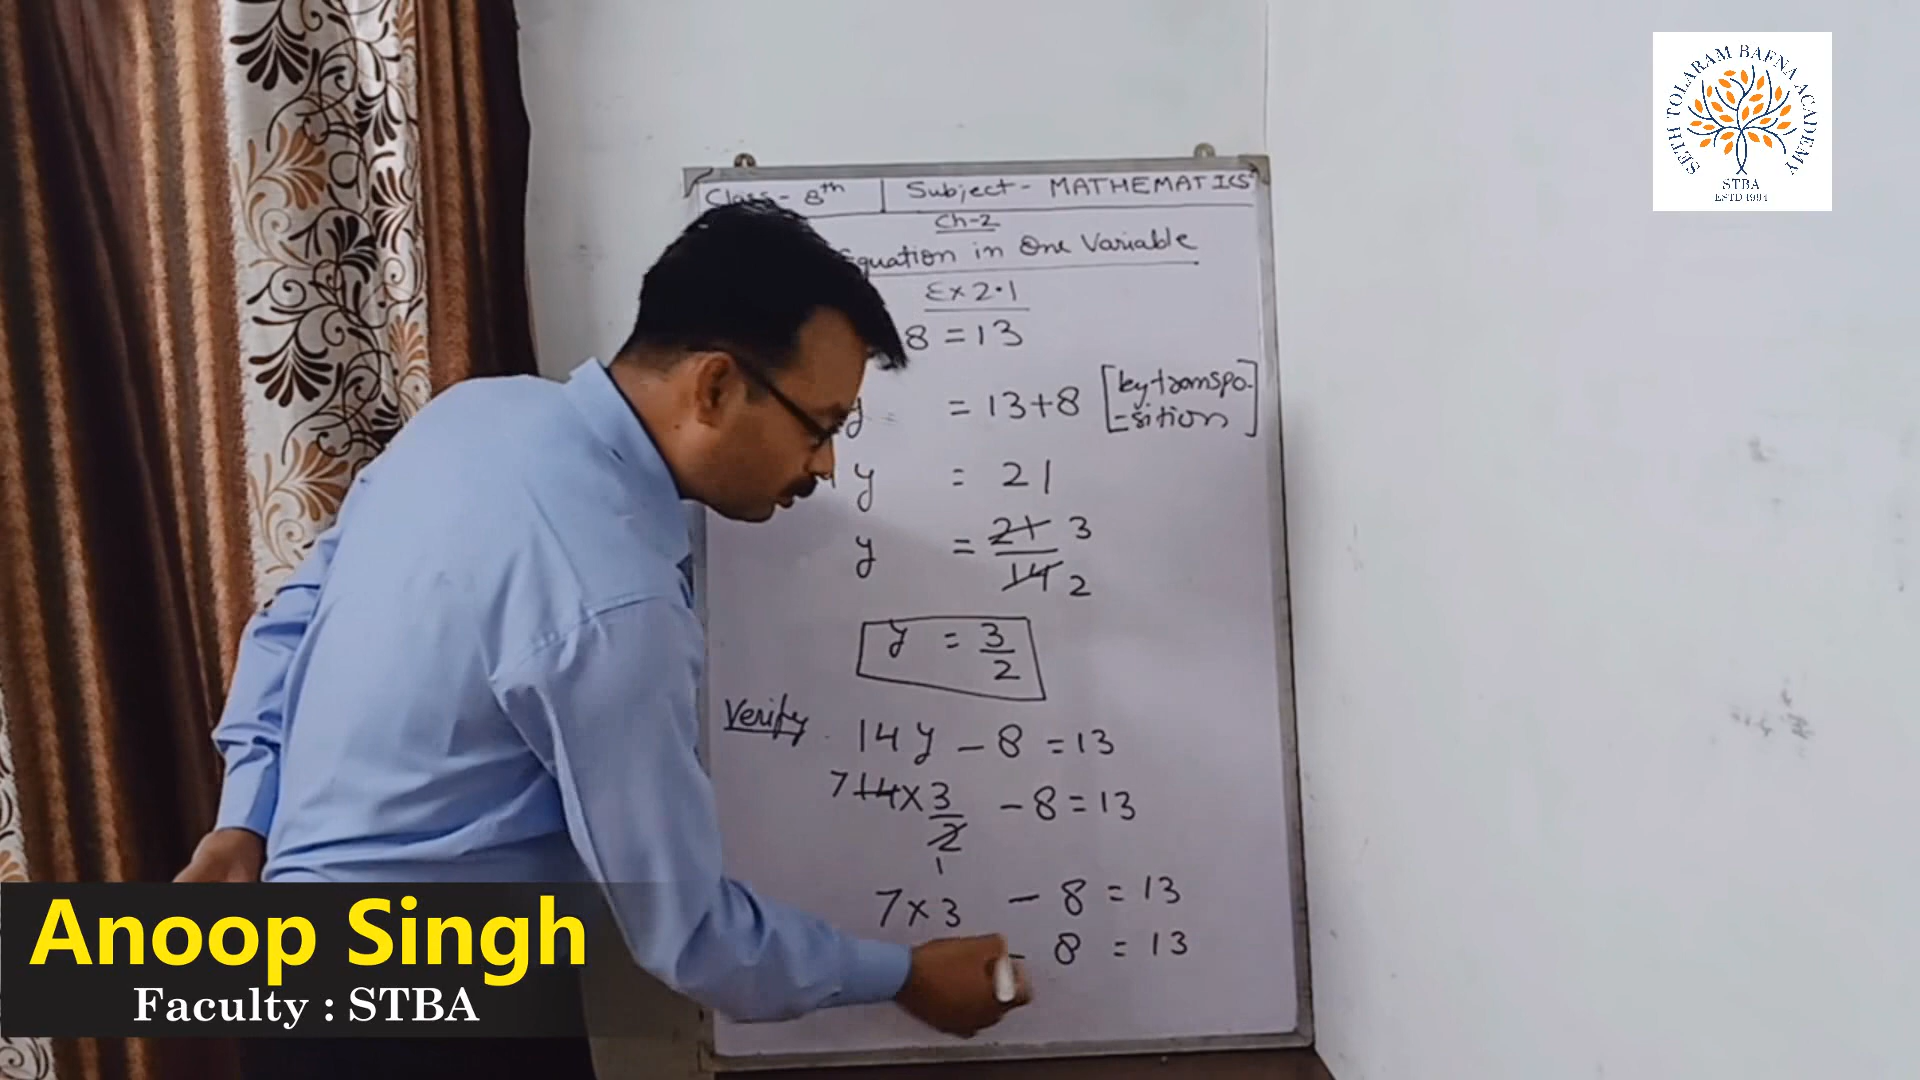 SETH TOLARAM BAFNA ACADEMY
STBA
ESTD 1994
Class - 8th | Subject - MATHEMATICS
Ch-2
Equation in One Variable
Ex 2.1
8 = 13
y = 13+8 [by transpo-
-sition]
y = 21
y = 21/14 3 2
y = 3/2
Verify 14y - 8 = 13
7 14 x 3/2 - 8 = 13
1
7 x 3 - 8 = 13
- 8 = 13
Anoop Singh
Faculty : STBA